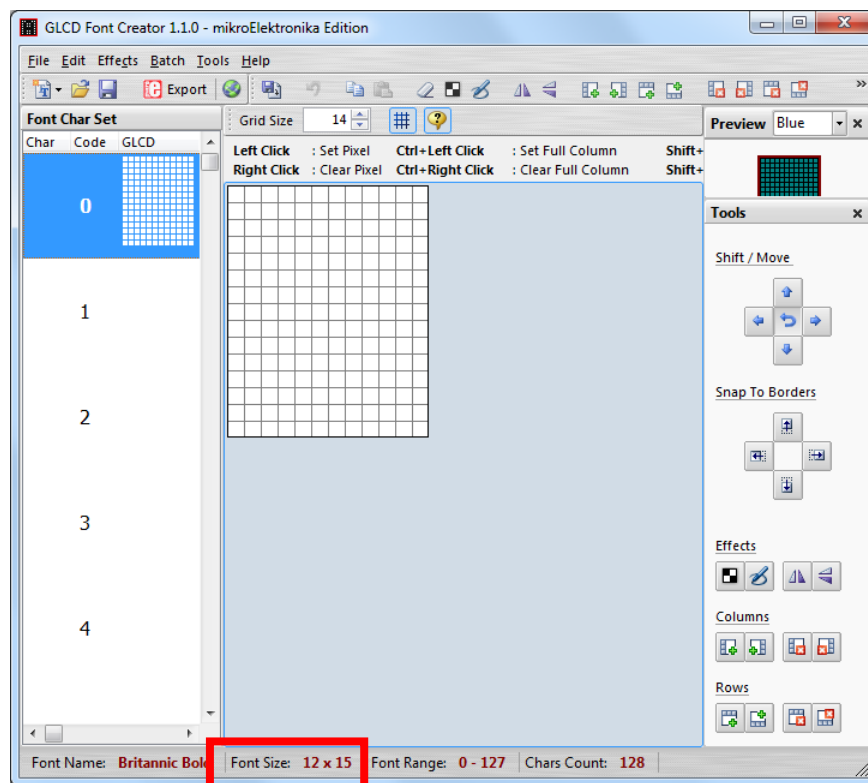 GLCD Font Creator 1.1.0 - mikroElektronika Edition
File Edit Effects Batch Tools Help
Export »
Font Char Set
Char Code GLCD
0
1
2
3
4
Grid Size 14
Left Click : Set Pixel Ctrl+Left Click : Set Full Column Shift+
Right Click : Clear Pixel Ctrl+Right Click : Clear Full Column Shift+
Preview Blue
Tools
Shift / Move
Snap To Borders
Effects
Columns
Rows
Font Name: Britannic Bold Font Size: 12 x 15 Font Range: 0 - 127 Chars Count: 128